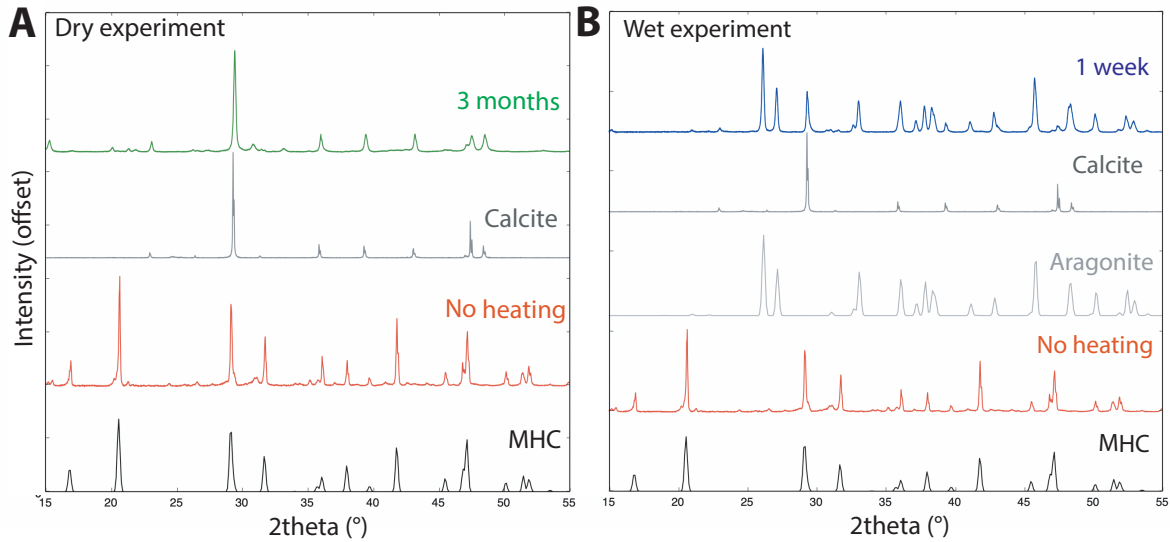 A Dry experiment
3 months
Calcite
No heating
MHC
Intensity (offset)
15 20 25 30 35 40 45 50 55
2theta (°)
B Wet experiment
1 week
Calcite
Aragonite
No heating
MHC
15 20 25 30 35 40 45 50 55
2theta (°)